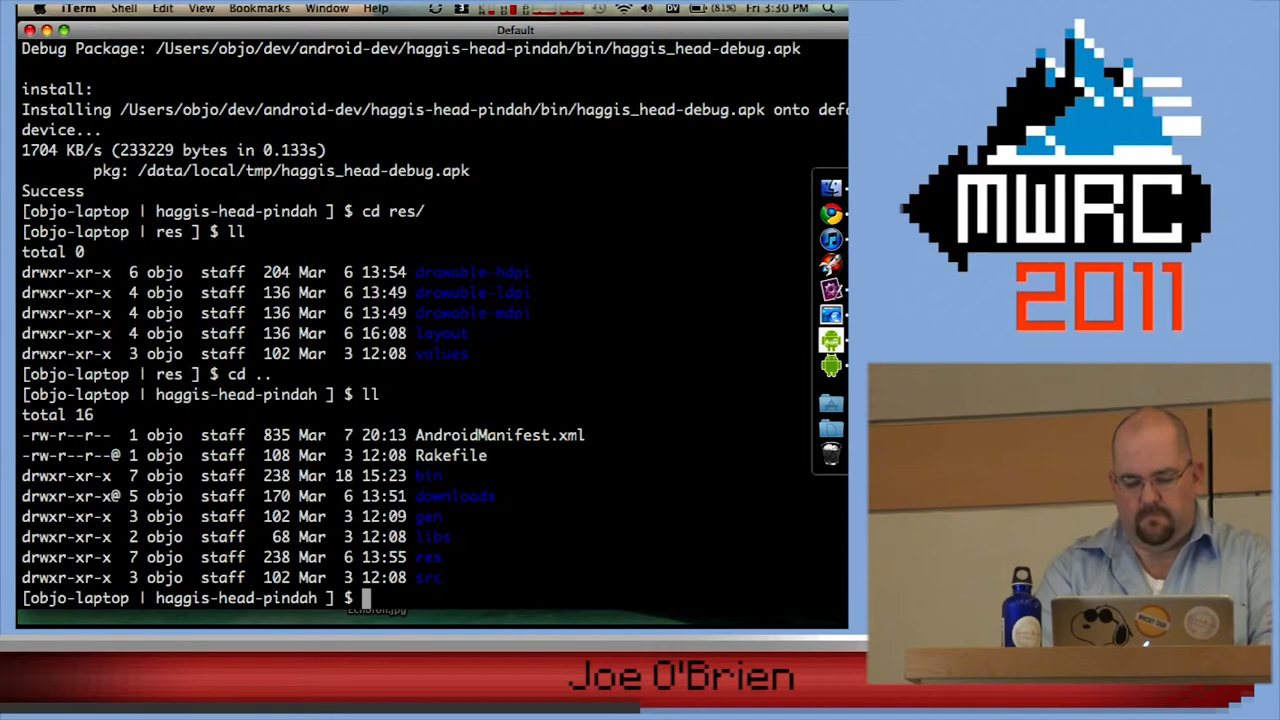 iTerm Shell Edit View Bookmarks Window Help 3 DV (81%) Fri 3:30 PM
Default
Debug Package: /Users/objo/dev/android-dev/haggis-head-pindah/bin/haggis_head-debug.apk
install:
Installing /Users/objo/dev/android-dev/haggis-head-pindah/bin/haggis_head-debug.apk onto defa
device...
1704 KB/s (233229 bytes in 0.133s)
pkg: /data/local/tmp/haggis_head-debug.apk
Success
[objo-laptop | haggis-head-pindah ] $ cd res/
[objo-laptop | res ] $ ll
total 0
drwxr-xr-x 6 objo staff 204 Mar 6 13:54 drawable-hdpi
drwxr-xr-x 4 objo staff 136 Mar 6 13:49 drawable-ldpi
drwxr-xr-x 4 objo staff 136 Mar 6 13:49 drawable-mdpi
drwxr-xr-x 4 objo staff 136 Mar 6 16:08 layout
drwxr-xr-x 3 objo staff 102 Mar 3 12:08 values
[objo-laptop | res ] $ cd ..
[objo-laptop | haggis-head-pindah ] $ ll
total 16
-rw-r--r-- 1 objo staff 835 Mar 7 20:13 AndroidManifest.xml
-rw-r--r--@ 1 objo staff 108 Mar 3 12:08 Rakefile
drwxr-xr-x 7 objo staff 238 Mar 18 15:23 bin
drwxr-xr-x@ 5 objo staff 170 Mar 6 13:51 downloads
drwxr-xr-x 3 objo staff 102 Mar 3 12:09 gen
drwxr-xr-x 2 objo staff 68 Mar 3 12:08 libs
drwxr-xr-x 7 objo staff 238 Mar 6 13:55 res
drwxr-xr-x 3 objo staff 102 Mar 3 12:08 src
[objo-laptop | haggis-head-pindah ] $
MWRC
2011
Joe O'Brien